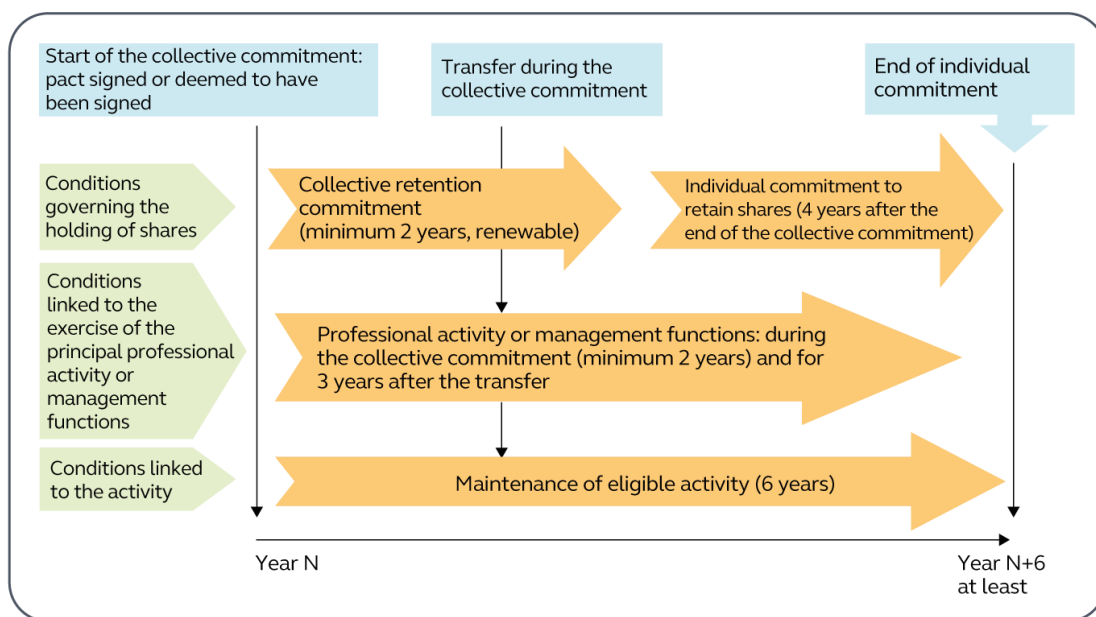 Start of the collective commitment:
pact signed or deemed to have
been signed
Transfer during the
collective commitment
End of individual
commitment
Conditions
governing the
holding of shares
Collective retention
commitment
(minimum 2 years, renewable)
Individual commitment to
retain shares (4 years after the
end of the collective commitment)
Conditions
linked to the
exercise of the
principal professional
activity or
management
functions
Professional activity or management functions: during
the collective commitment (minimum 2 years) and for
3 years after the transfer
Conditions linked
to the activity
Maintenance of eligible activity (6 years)
Year N
Year N+6
at least